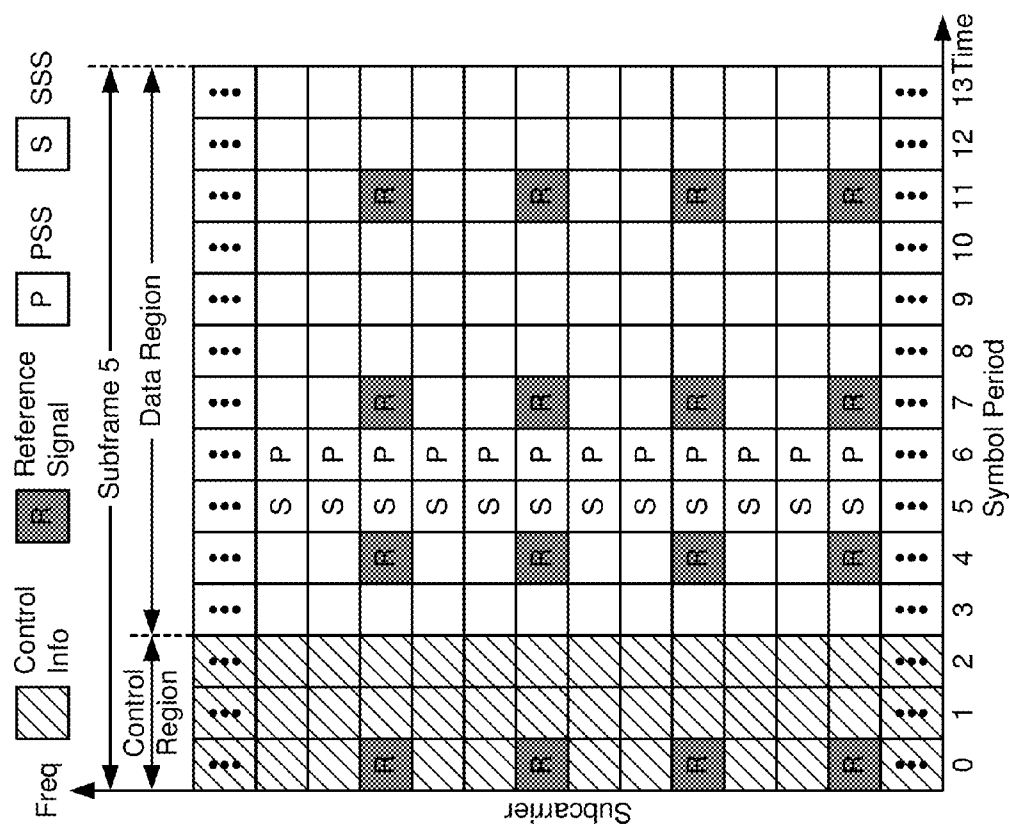 Control Info
R Reference Signal
P PSS
S SSS
Freq
Subframe 5
Control Region
Data Region
••• ••• ••• ••• ••• ••• ••• ••• ••• ••• ••• ••• ••• •••
S P
S P
R R S P R R
S P
S P
R R S P R R
S P
S P
R R S P R R
S P
S P
R R S P R R
••• ••• ••• ••• ••• ••• ••• ••• ••• ••• ••• ••• ••• •••
Subcarrier
0 1 2 3 4 5 6 7 8 9 10 11 12 13 Time
Symbol Period